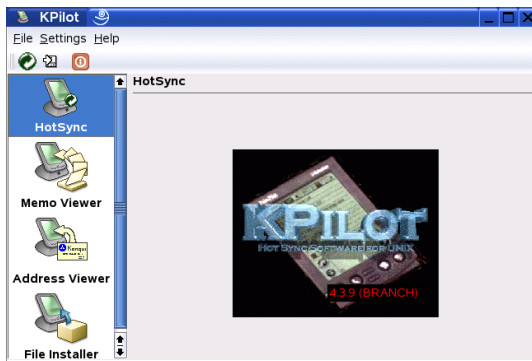 KPilot
File Settings Help
HotSync
HotSync
Memo Viewer
Address Viewer
File Installer
KPILOT
HOT SYNC SOFTWARE FOR UNIX
4.3.9 (BRANCH)